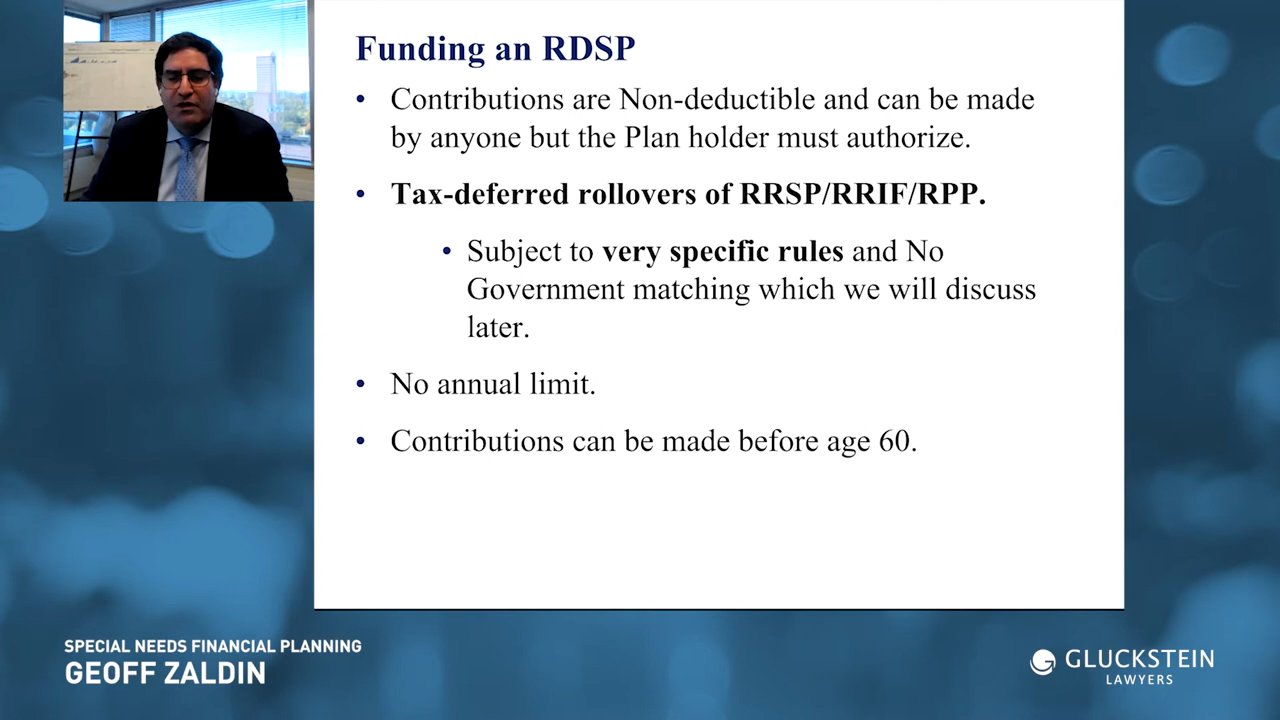 Funding an RDSP
• Contributions are Non-deductible and can be made
by anyone but the Plan holder must authorize.
• Tax-deferred rollovers of RRSP/RRIF/RPP.
• Subject to very specific rules and No
Government matching which we will discuss
later.
• No annual limit.
• Contributions can be made before age 60.
SPECIAL NEEDS FINANCIAL PLANNING
GEOFF ZALDIN
GLUCKSTEIN
LAWYERS